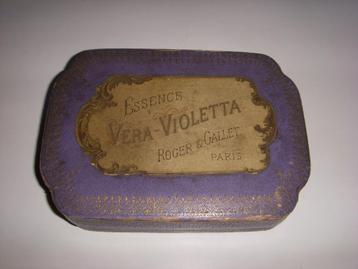 ESSENCE
VERA-VIOLETTA
ROGER & GALLET
PARIS